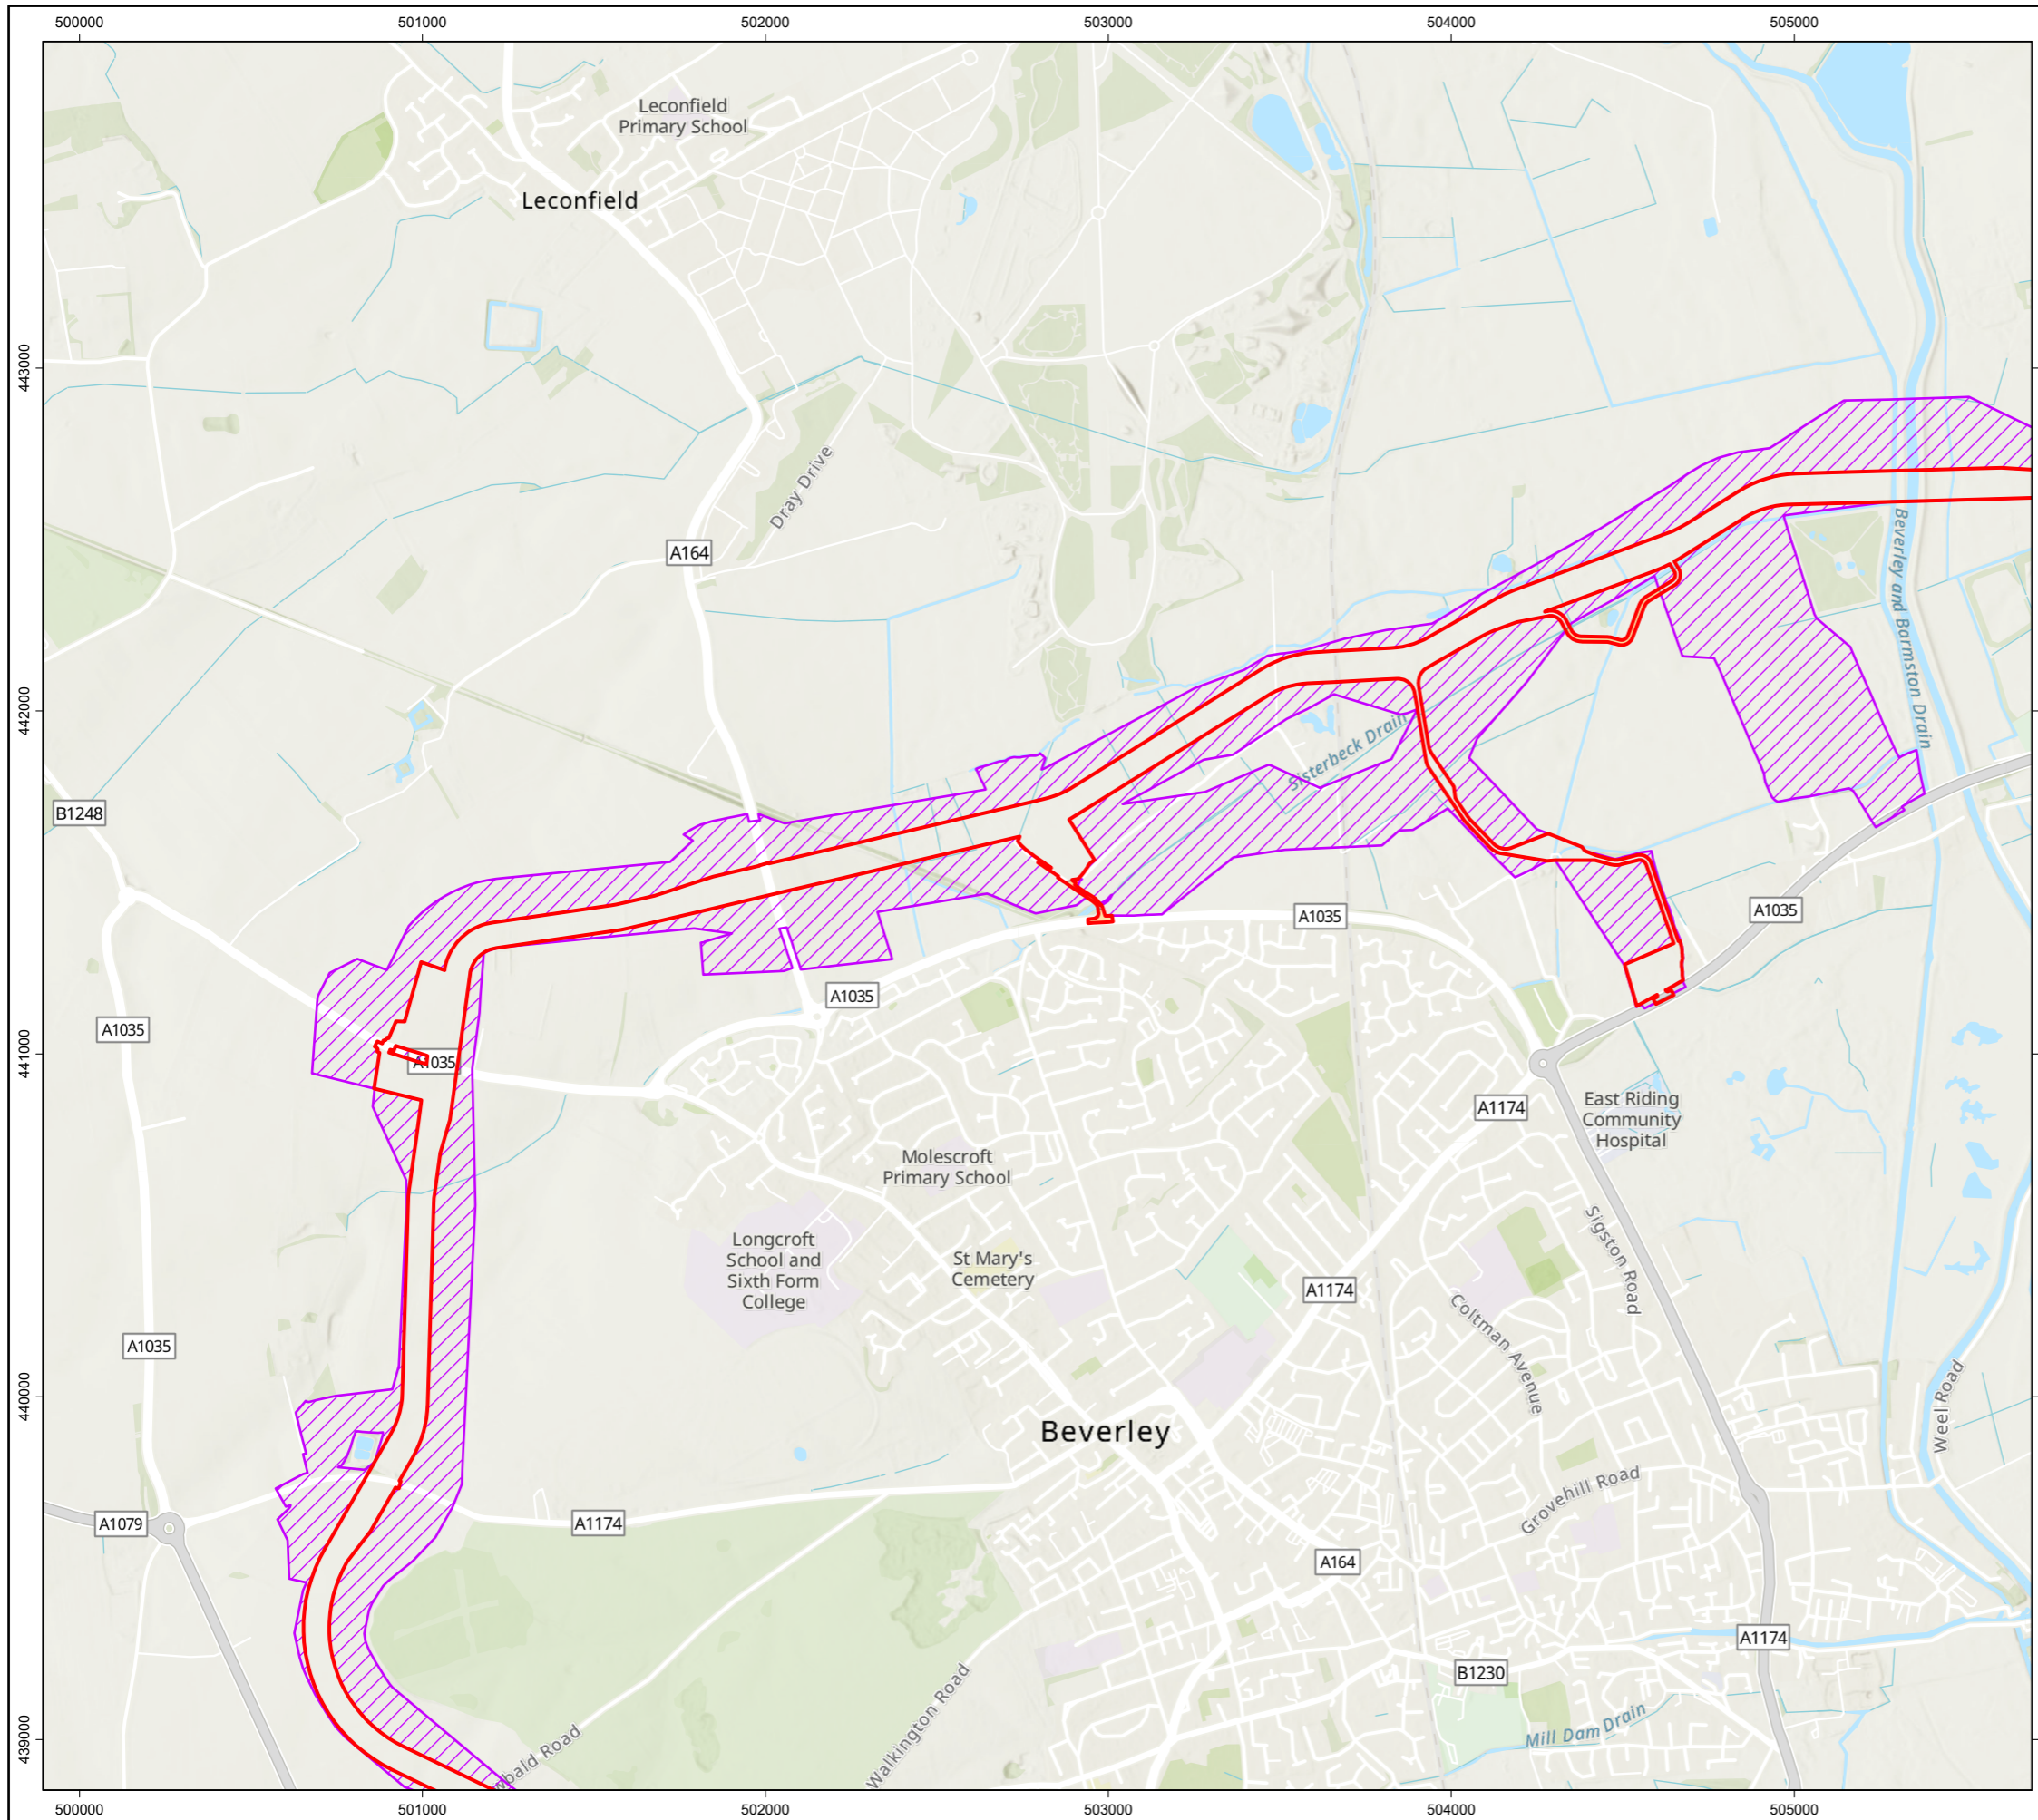 500000
501000
502000
503000
504000
505000
Leconfield
Primary School
Leconfield
443000
Dray Drive
A164
Beverley and Barmston Drain
442000
Sisterbeck Drain
B1248
A1035
A1035
A1035
A1035
441000
A1035
A1174
East Riding
Community
Hospital
Molescroft
Primary School
Sigston Road
Longcroft
School and
Sixth Form
College
St Mary's
Cemetery
A1174
A1035
Coltman Avenue
440000
Weel Road
Beverley
Grovehill Road
A1079
A1174
A164
A1174
B1230
Walkington Road
Mill Dam Drain
439000
bald Road
500000
501000
502000
503000
504000
505000